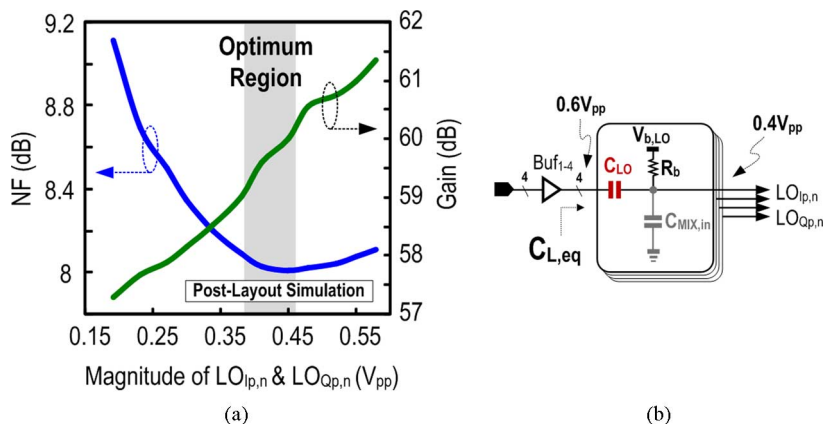 9.2
8.8
8.4
8
NF (dB)
62
61
60
59
58
57
Gain (dB)
Optimum
Region
Post-Layout Simulation
0.15 0.25 0.35 0.45 0.55
Magnitude of LOIp,n & LOQp,n (Vpp)
(a)
0.6Vpp
0.4Vpp
Vb,LO
Rb
CLO
CMIX,in
4
Buf1-4
4
CL,eq
LOIp,n
LOQp,n
(b)